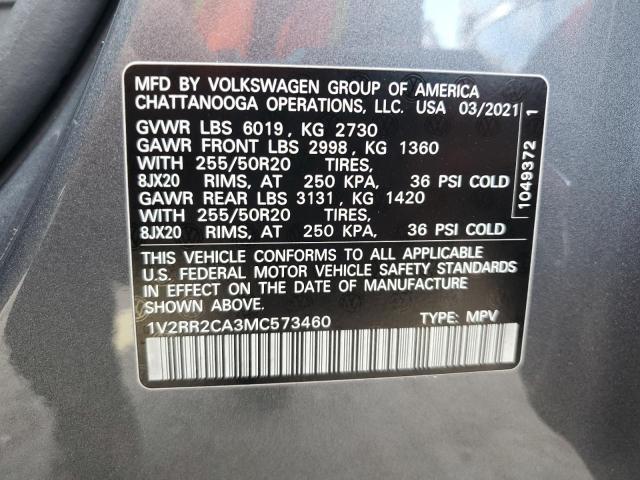 MFD BY VOLKSWAGEN GROUP OF AMERICA
CHATTANOOGA OPERATIONS, LLC. USA 03/2021
GVWR LBS 6019, KG 2730
GAWR FRONT LBS 2998, KG 1360
WITH 255/50R20 TIRES,
8JX20 RIMS, AT 250 KPA, 36 PSI COLD
GAWR REAR LBS 3131, KG 1420
WITH 255/50R20 TIRES,
8JX20 RIMS, AT 250 KPA, 36 PSI COLD
1049372 1
THIS VEHICLE CONFORMS TO ALL APPLICABLE
U.S. FEDERAL MOTOR VEHICLE SAFETY STANDARDS
IN EFFECT ON THE DATE OF MANUFACTURE
SHOWN ABOVE.
1V2RR2CA3MC573460 TYPE: MPV